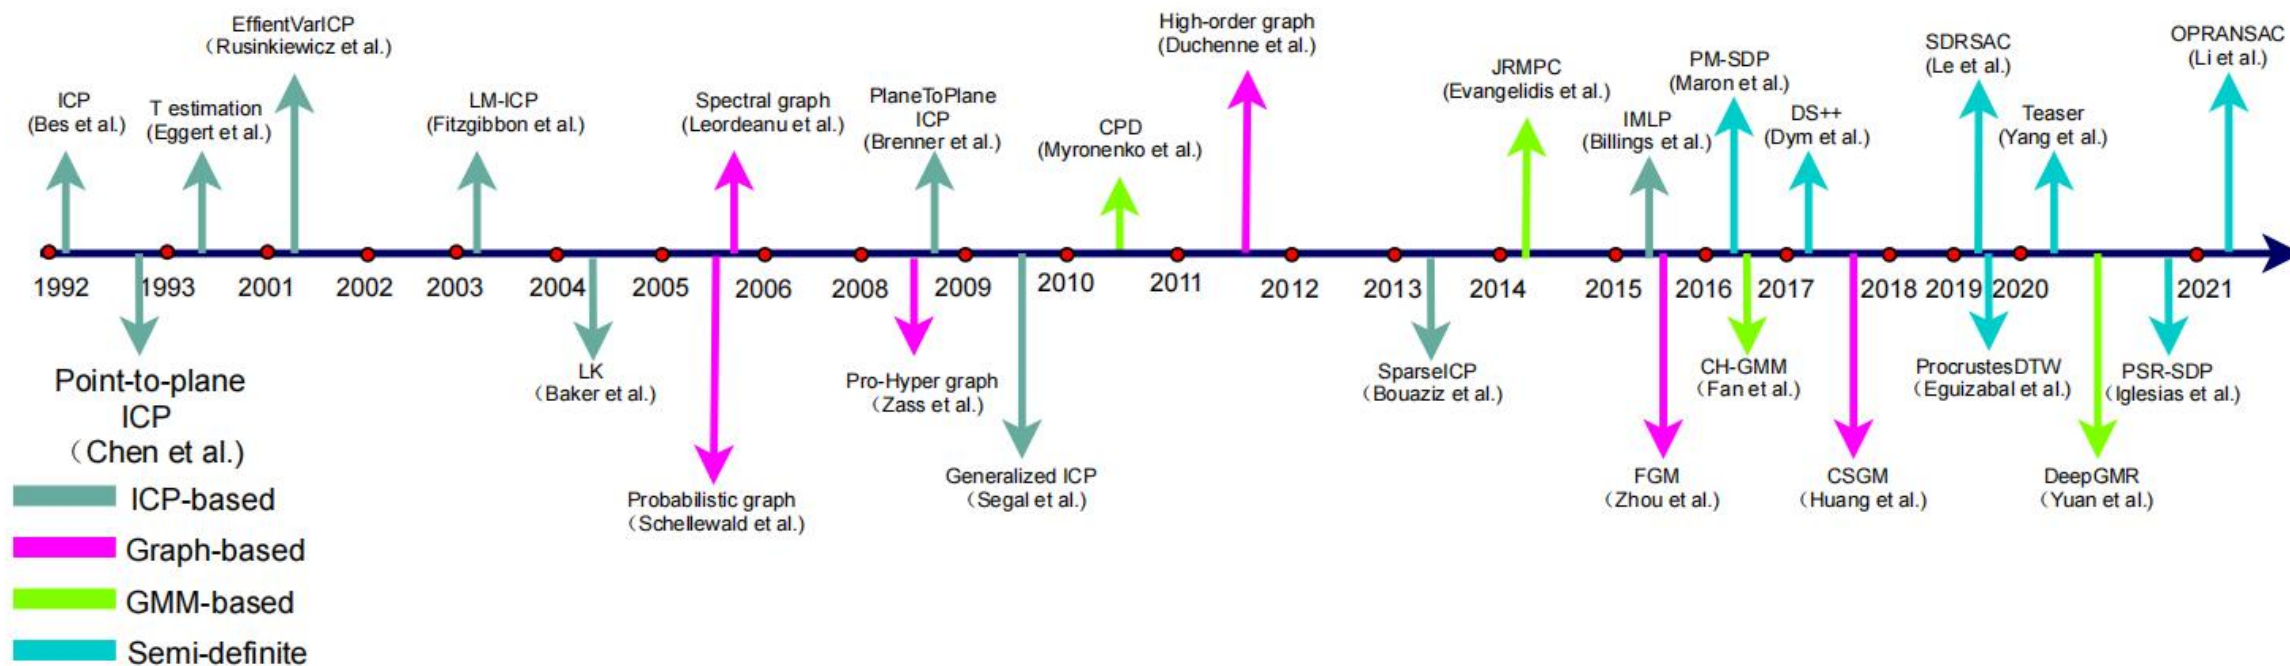 EffientVarICP
（Rusinkiewicz et al.)
High-order graph
(Duchenne et al.)
OPRANSAC
(Li et al.)
SDRSAC
(Le et al.)
JRMPC
(Evangelidis et al.)
PM-SDP
(Maron et al.)
ICP
(Bes et al.)
T estimation
(Eggert et al.)
LM-ICP
(Fitzgibbon et al.)
Spectral graph
(Leordeanu et al.)
PlaneToPlane
ICP
(Brenner et al.)
CPD
(Myronenko et al.)
IMLP
(Billings et al.)
DS++
(Dym et al.)
Teaser
(Yang et al.)
1992 1993 2001 2002 2003 2004 2005 2006 2008 2009 2010 2011 2012 2013 2014 2015 2016 2017 2018 2019 2020 2021
Point-to-plane
ICP
（Chen et al.)
LK
（Baker et al.)
Pro-Hyper graph
（Zass et al.)
SparseICP
（Bouaziz et al.)
CH-GMM
（Fan et al.)
ProcrustesDTW
（Eguizabal et al.)
PSR-SDP
（Iglesias et al.)
Probabilistic graph
（Schellewald et al.)
Generalized ICP
（Segal et al.)
FGM
（Zhou et al.)
CSGM
（Huang et al.)
DeepGMR
（Yuan et al.)
ICP-based
Graph-based
GMM-based
Semi-definite